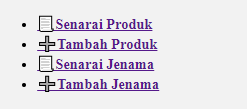 Senarai Produk
Tambah Produk
Senarai Jenama
Tambah Jenama